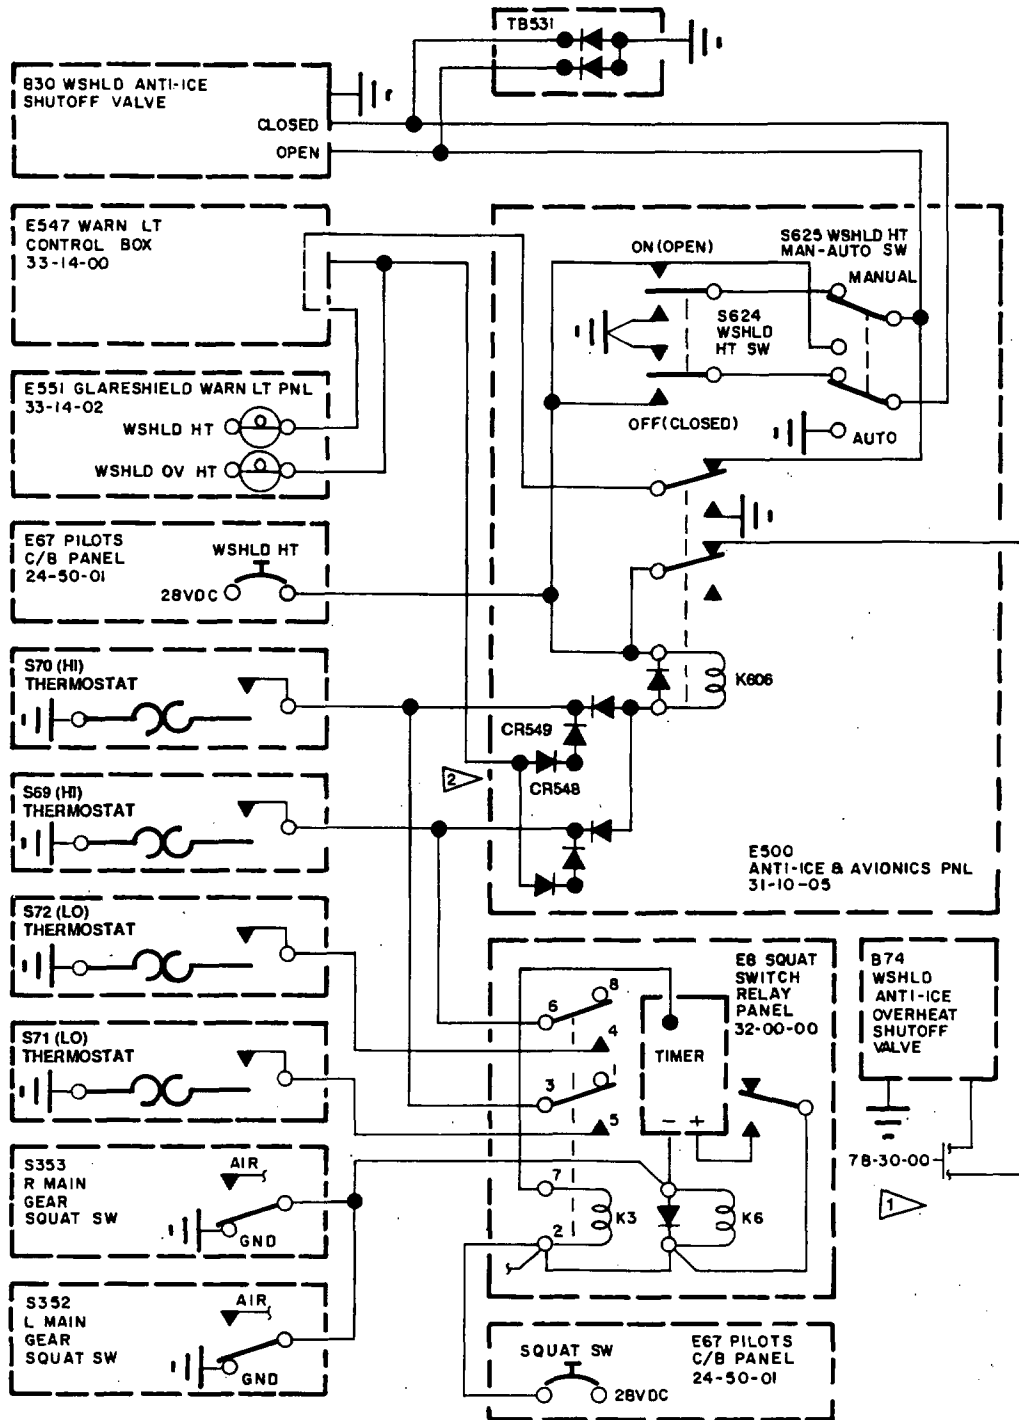 TB531
B30 WSHLD ANTI-ICE
SHUTOFF VALVE
CLOSED
OPEN
E547 WARN LT
CONTROL BOX
33-14-00
S625 WSHLD HT
MAN-AUTO SW
ON (OPEN)
MANUAL
S624
WSHLD
HT SW
OFF (CLOSED)
AUTO
E551 GLARESHIELD WARN LT PNL
33-14-02
WSHLD HT
WSHLD OV HT
E67 PILOTS
C/B PANEL
24-50-01
WSHLD HT
28VDC
S70 (HI)
THERMOSTAT
K606
CR549
CR548
2
S69 (HI)
THERMOSTAT
E500
ANTI-ICE & AVIONICS PNL
31-10-05
S72 (LO)
THERMOSTAT
E8 SQUAT
SWITCH
RELAY
PANEL
32-00-00
B74
WSHLD
ANTI-ICE
OVERHEAT
SHUTOFF
VALVE
8
6
4
TIMER
S71 (LO)
THERMOSTAT
1
3
5
- +
78-30-00
1
S353
R MAIN
GEAR
SQUAT SW
AIR
GND
7
2
K3
K6
S352
L MAIN
GEAR
SQUAT SW
AIR
GND
SQUAT SW
28VDC
E67 PILOTS
C/B PANEL
24-50-01